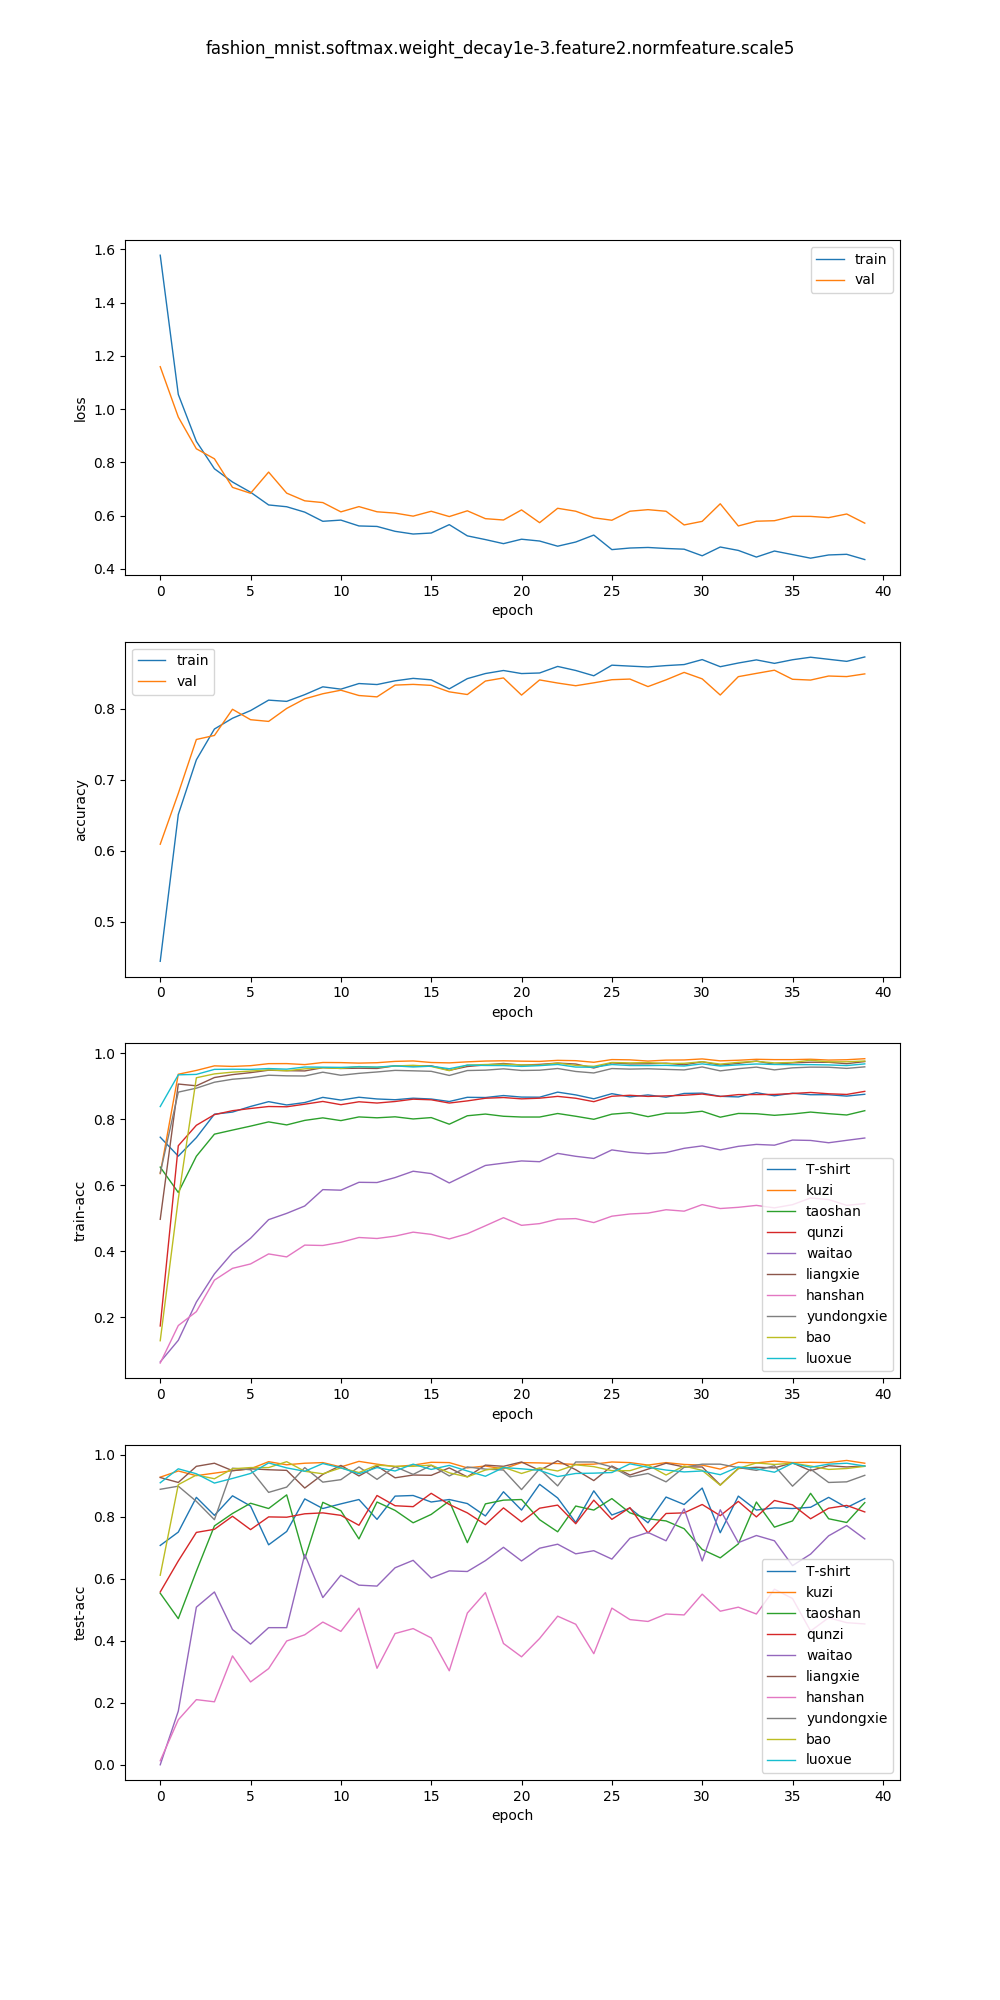 fashion_mnist.softmax.weight_decay1e-3.feature2.normfeature.scale5
1.6
1.4
1.2
1.0
0.8
0.6
0.4
loss
train
val
0 5 10 15 20 25 30 35 40
epoch
0.8
0.7
0.6
0.5
accuracy
train
val
0 5 10 15 20 25 30 35 40
epoch
1.0
0.8
0.6
0.4
0.2
train-acc
T-shirt
kuzi
taoshan
qunzi
waitao
liangxie
hanshan
yundongxie
bao
luoxue
0 5 10 15 20 25 30 35 40
epoch
1.0
0.8
0.6
0.4
0.2
0.0
test-acc
T-shirt
kuzi
taoshan
qunzi
waitao
liangxie
hanshan
yundongxie
bao
luoxue
0 5 10 15 20 25 30 35 40
epoch